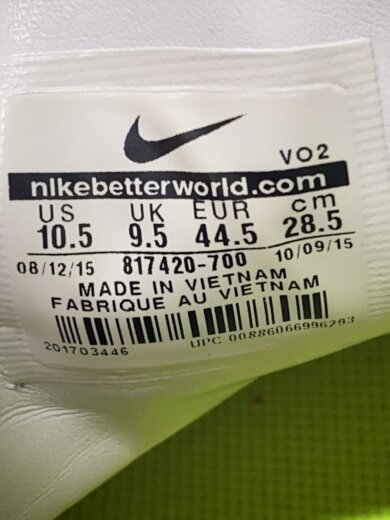 VO2
nikebetterworld.com
US UK EUR cm
10.5 9.5 44.5 28.5
08/12/15 817420-700 10/09/15
MADE IN VIETNAM
FABRIQUE AU VIETNAM
201703446 UPC 00886066996293